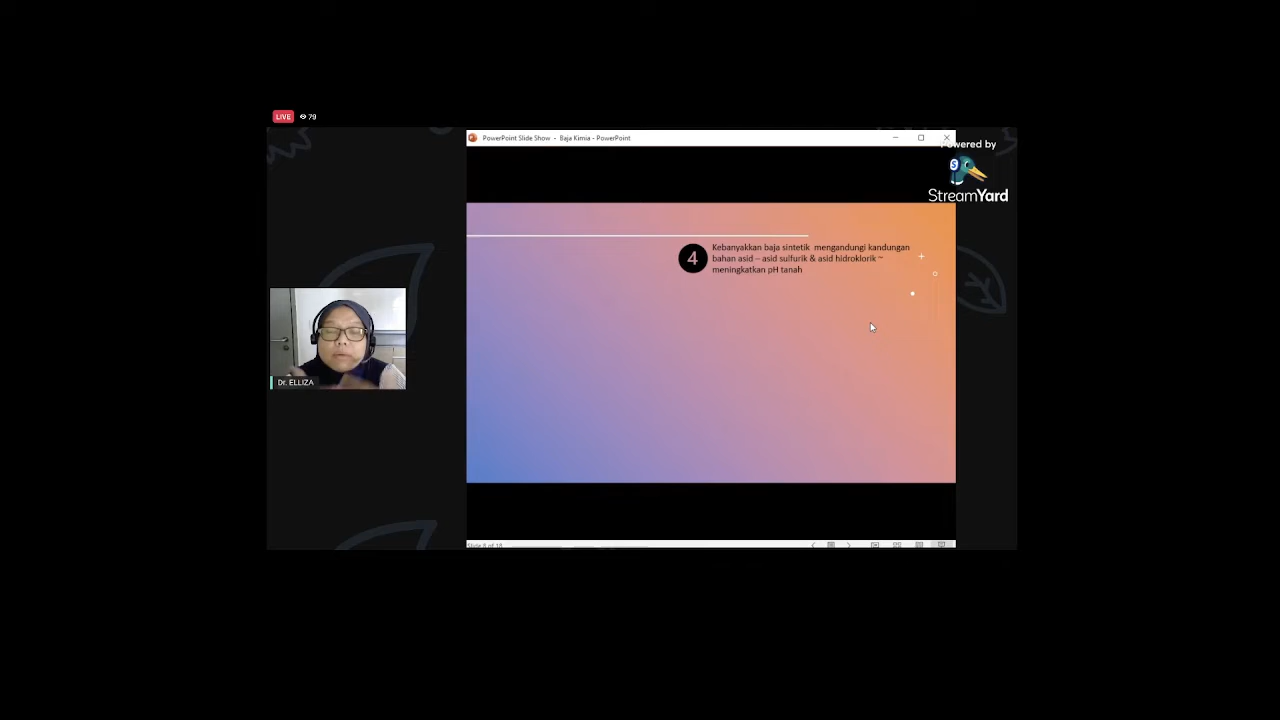 LIVE 79
PowerPoint Slide Show - Baja Kimia - PowerPoint
Powered by
StreamYard
4
Kebanyakkan baja sintetik mengandungi kandungan
bahan asid – asid sulfurik & asid hidroklorik ~
meningkatkan pH tanah
Dr. ELLIZA